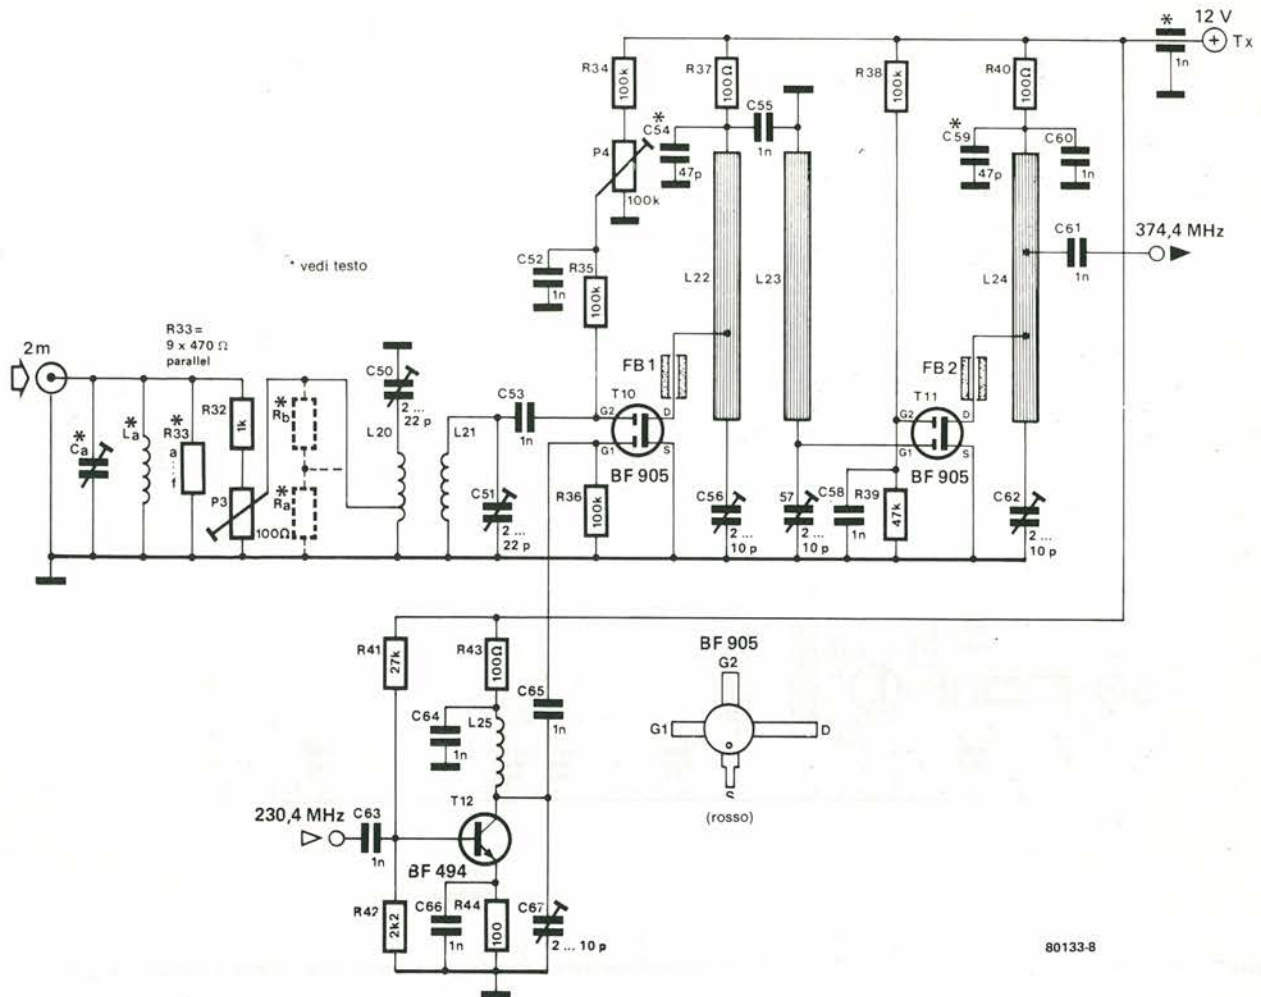 12 V
*
Tx
1n
R34
100k
R37
100Ω
R38
100k
R40
100Ω
*
C54
47p
C55
1n
*
C59
47p
C60
1n
P4
100k
* vedi testo
C52
1n
R35
100k
L22
L23
L24
C61
1n
374,4 MHz
R33=
9 x 470 Ω
parallel
2m
*
Ca
*
La
*
R33
a
R32
1k
P3
100Ω
*
Rb
*
Ra
C50
2 ...
22 p
L20
L21
C53
1n
C51
2 ...
22 p
FB1
T10
G2
D
G1
S
BF 905
R36
100k
C56
2 ...
10 p
57
2 ...
10 p
FB2
T11
G2
D
G1
S
BF 905
C58
1n
R39
47k
C62
2 ...
10 p
R41
27k
R43
100Ω
C64
1n
L25
C65
1n
BF 905
G2
G1
D
S
(rosso)
230,4 MHz
C63
1n
T12
BF 494
R42
2k2
C66
1n
R44
100
C67
2 ... 10 p
80133-8